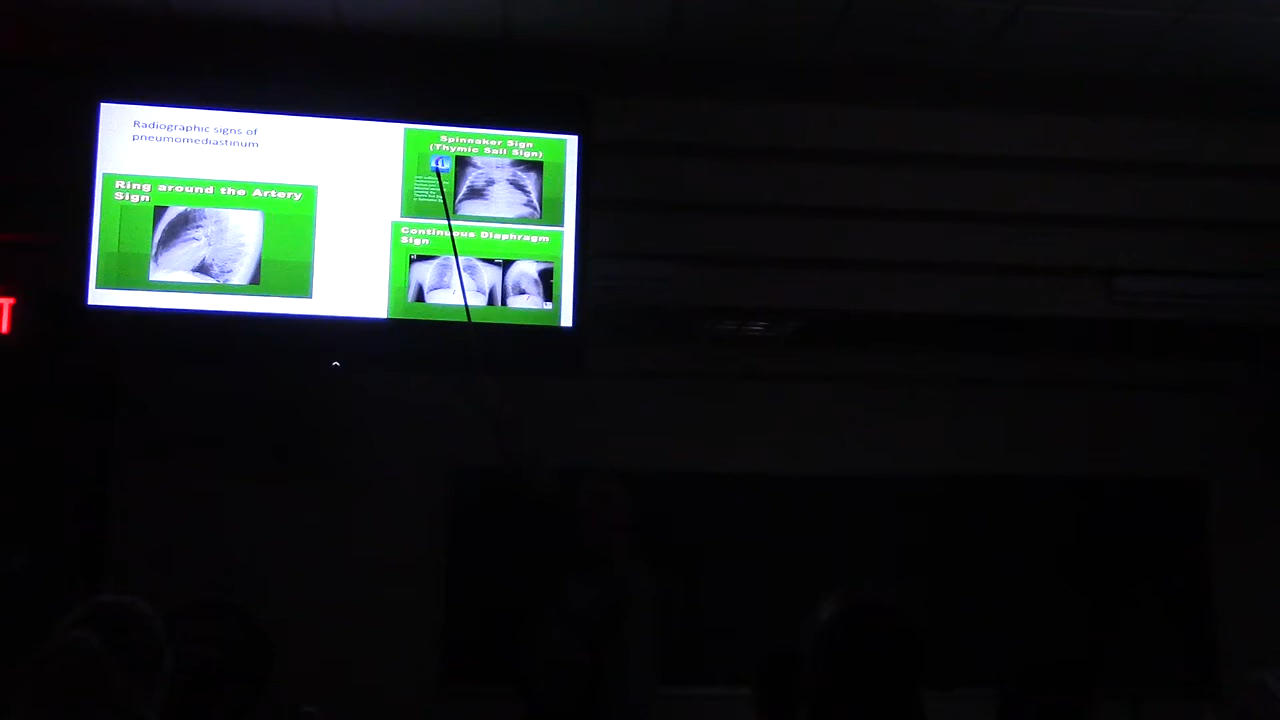 Radiographic signs of
pneumomediastinum
Ring around the Artery
Sign
Spinnaker Sign
(Thymic Sail Sign)
Continuous Diaphragm
Sign
T